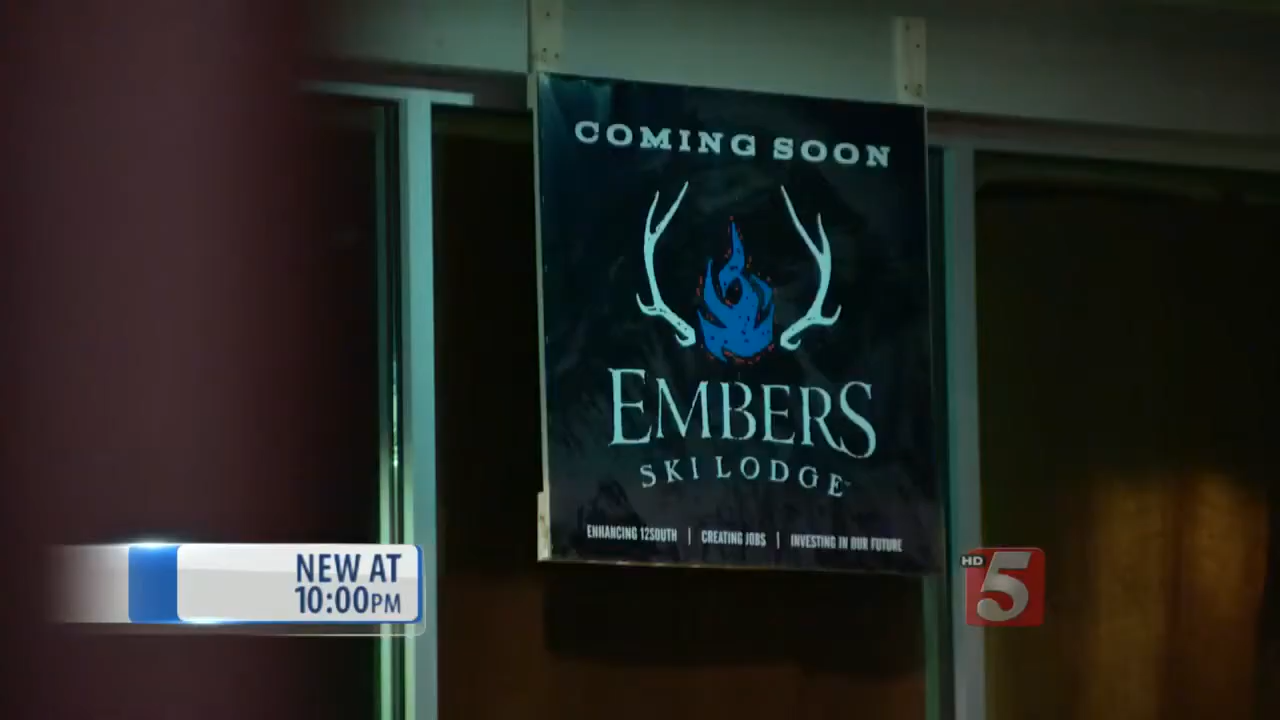 COMING SOON
EMBERS
SKI LODGE
ENHANCING 12SOUTH | CREATING JOBS | INVESTING IN OUR FUTURE
NEW AT
10:00PM
HD
5